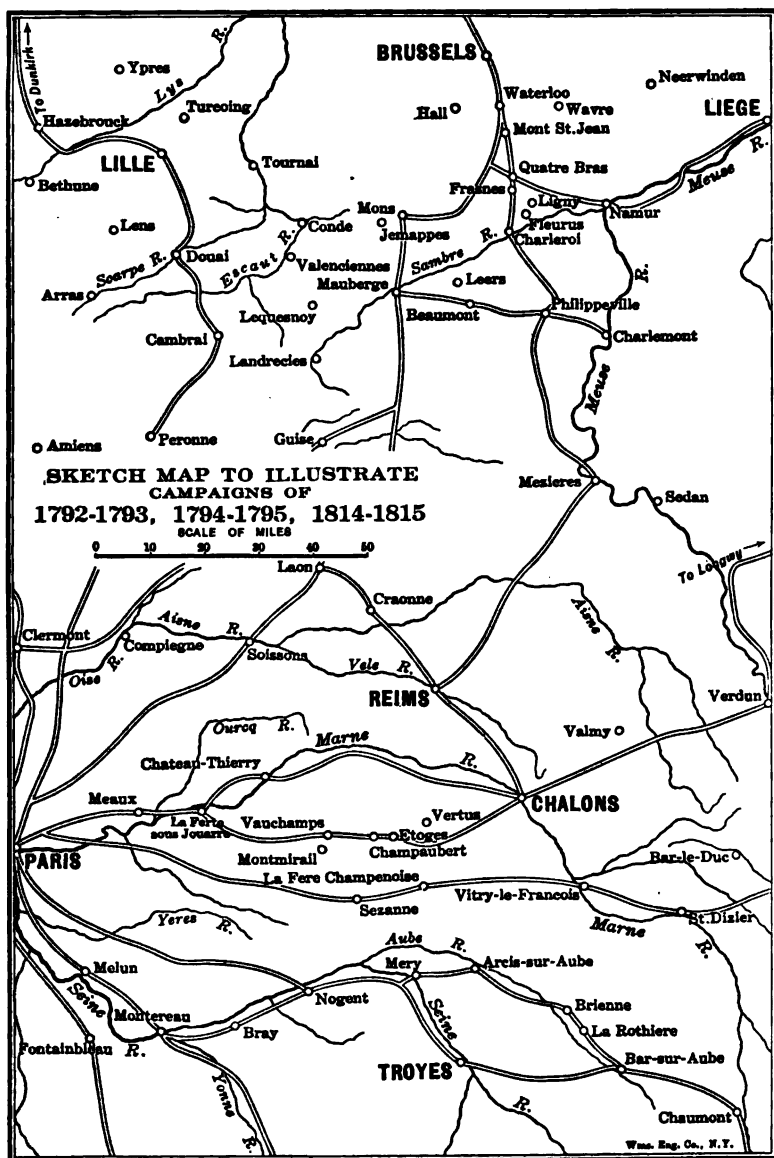 To Dunkirk
Ypres
Lys
R.
BRUSSELS
Neerwinden
Hazebrouck
Tureoing
Hall
Waterloo
Wavre
Mont St. Jean
LIEGE
LILLE
Tournai
Quatre Bras
Meuse
R.
Bethune
Fresnes
Ligny
Namur
Lens
Mons
Jemappes
Conde
Fleurus
Charleroi
Scarpe R.
Douai
Escaut R.
Valenciennes
Sambre R.
R.
Arras
Mauberge
Leers
Lequesnoy
Beaumont
Philippeville
Cambrai
Charlemont
Landrecies
Meuse
Amiens
Peronne
Guise
SKETCH MAP TO ILLUSTRATE
CAMPAIGNS OF
1792-1793, 1794-1795, 1814-1815
SCALE OF MILES
0 10 20 30 40 50
Mezieres
Sedan
Laon
To Longwy
Craonne
Clermont
Aisne R.
Aisne R.
Compiegne
Soissons
Oise R.
Vele R.
REIMS
Verdun
Ourcq R.
Marne R.
Valmy
Chateau-Thierry
Meaux
CHALONS
La Ferte
sous Jouarre
Vauchamps
Vertus
Etoges
Champaubert
Montmirail
PARIS
Bar-le-Duc
La Fere Champenoise
Vitry-le-Francois
Sezanne
Marne
R.
St. Dizier
Yeres R.
Aube R.
Melun
Mery
Arcis-sur-Aube
Seine
R.
Nogent
Montereau
Seine
R.
Brienne
Bray
La Rothiere
Fontainbleau
TROYES
Bar-sur-Aube
Yonne
R.
Chaumont
Wms. Eng. Co., N.Y.